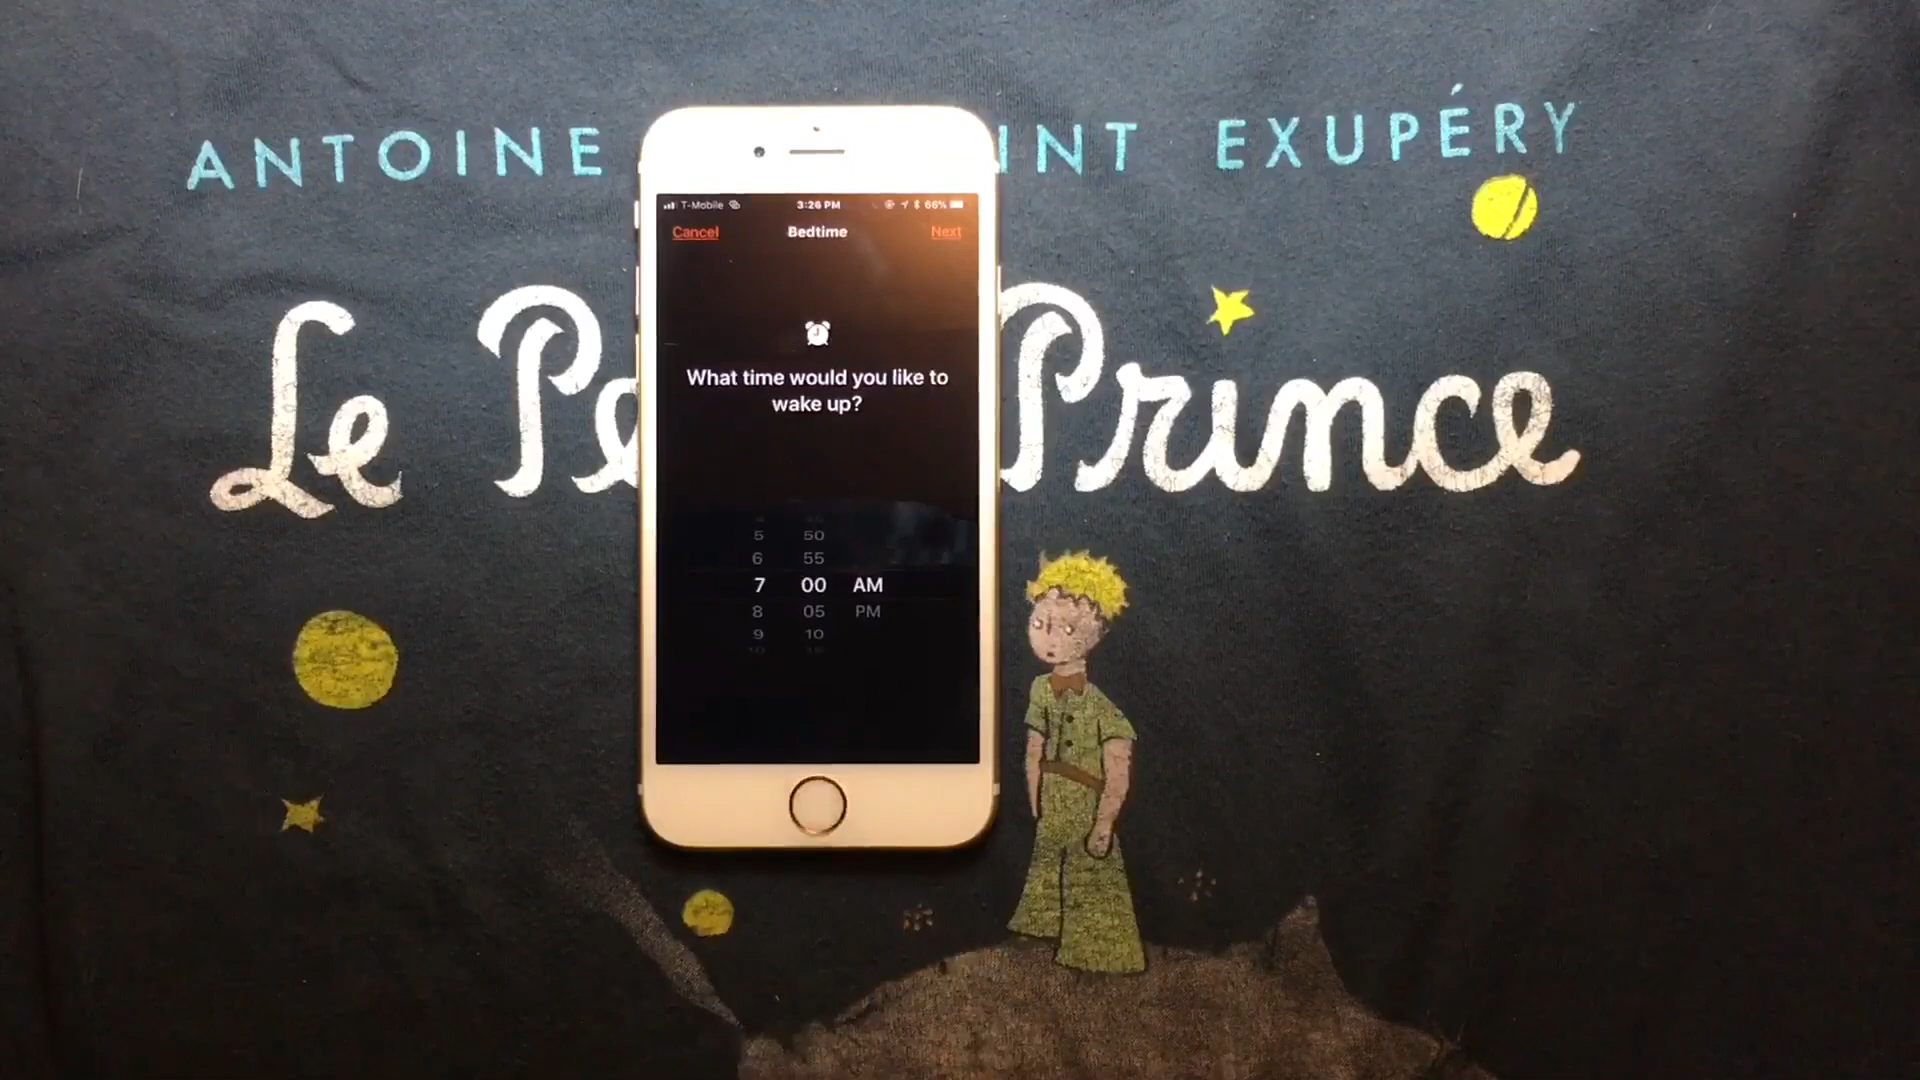 ANTOINE INT EXUPÉRY
Le Pe Prince
T-Mobile 3:26 PM 66%
Cancel Bedtime Next
What time would you like to
wake up?
5 50
6 55
7 00 AM
8 05 PM
9 10